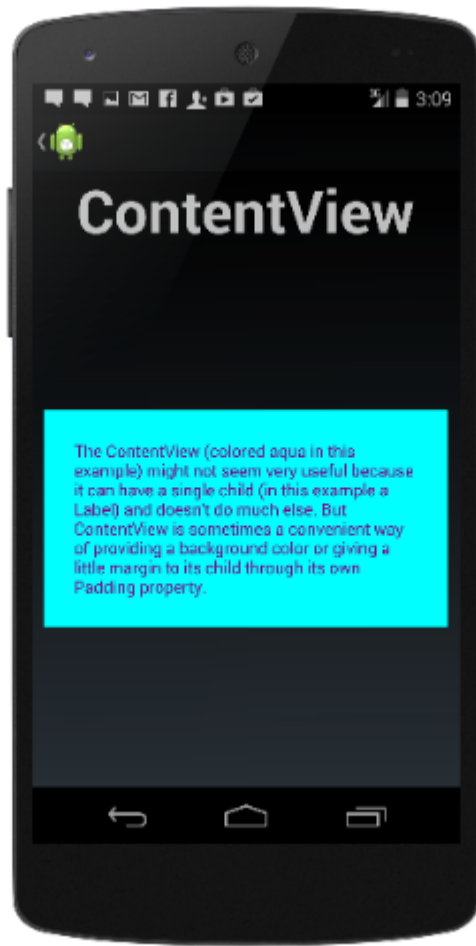 3G 3:09
ContentView
The ContentView (colored aqua in this
example) might not seem very useful because
it can have a single child (in this example a
Label) and doesn't do much else. But
ContentView is sometimes a convenient way
of providing a background color or giving a
little margin to its child through its own
Padding property.